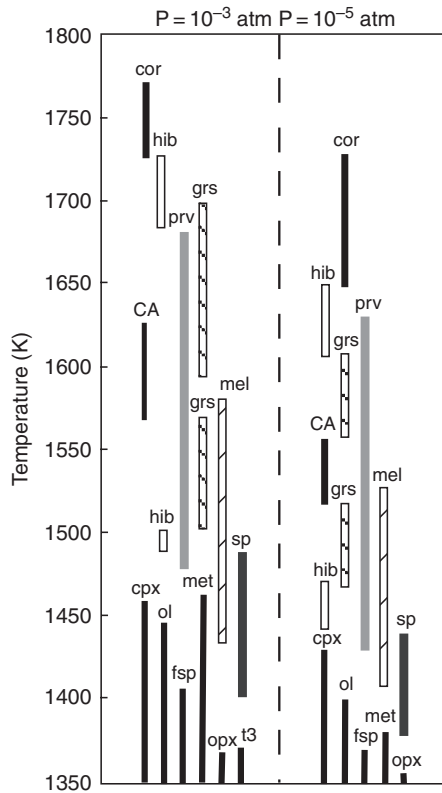 P = 10⁻³ atm P = 10⁻⁵ atm
1800
cor
1750
hib
cor
grs
1700
prv
1650
hib
prv
CA
grs
1600
mel
grs
CA
1550
mel
grs
hib
sp
1500
hib
cpx
ol
met
sp
1450
cpx
fsp
ol
1400
met
fsp
opx
t3
opx
1350
Temperature (K)